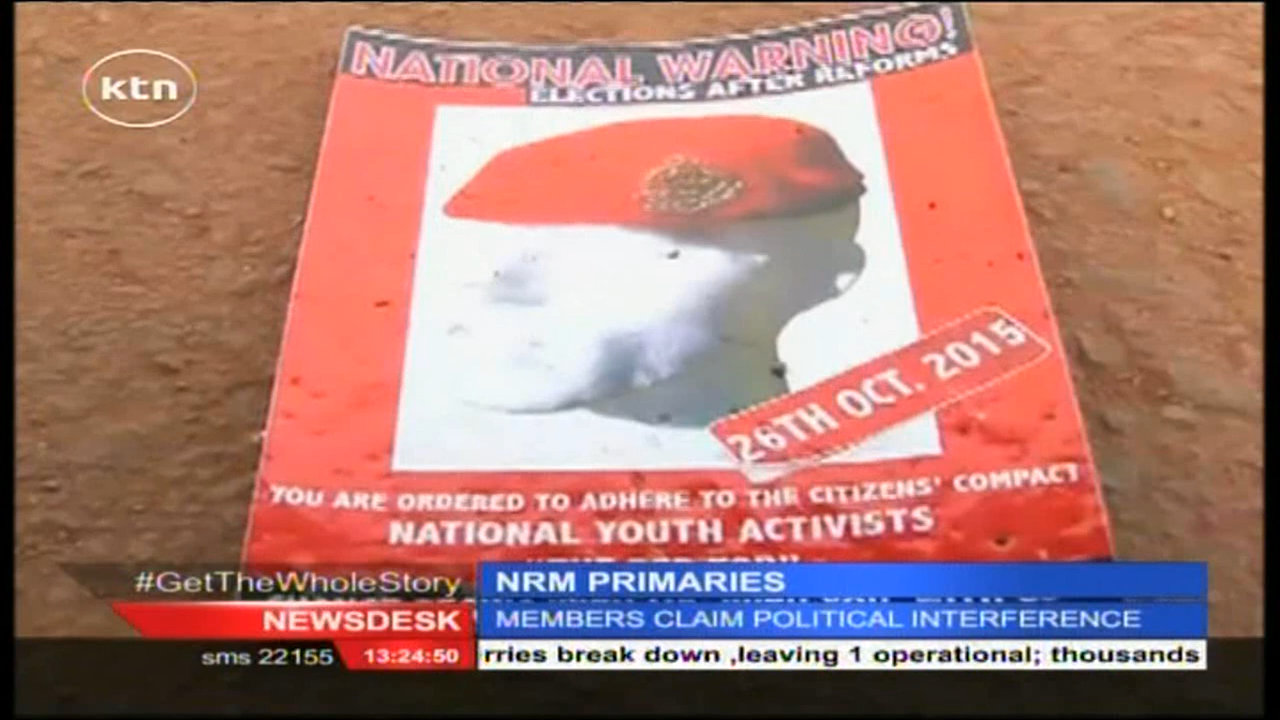 ktn
NATIONAL WARNING!
ELECTIONS AFTER REFORMS
26TH OCT. 2015
YOU ARE ORDERED TO ADHERE TO THE CITIZENS' COMPACT
NATIONAL YOUTH ACTIVISTS
#GetTheWholeStory
NRM PRIMARIES
NEWSDESK
MEMBERS CLAIM POLITICAL INTERFERENCE
sms 22155
13:24:50
rries break down ,leaving 1 operational; thousands